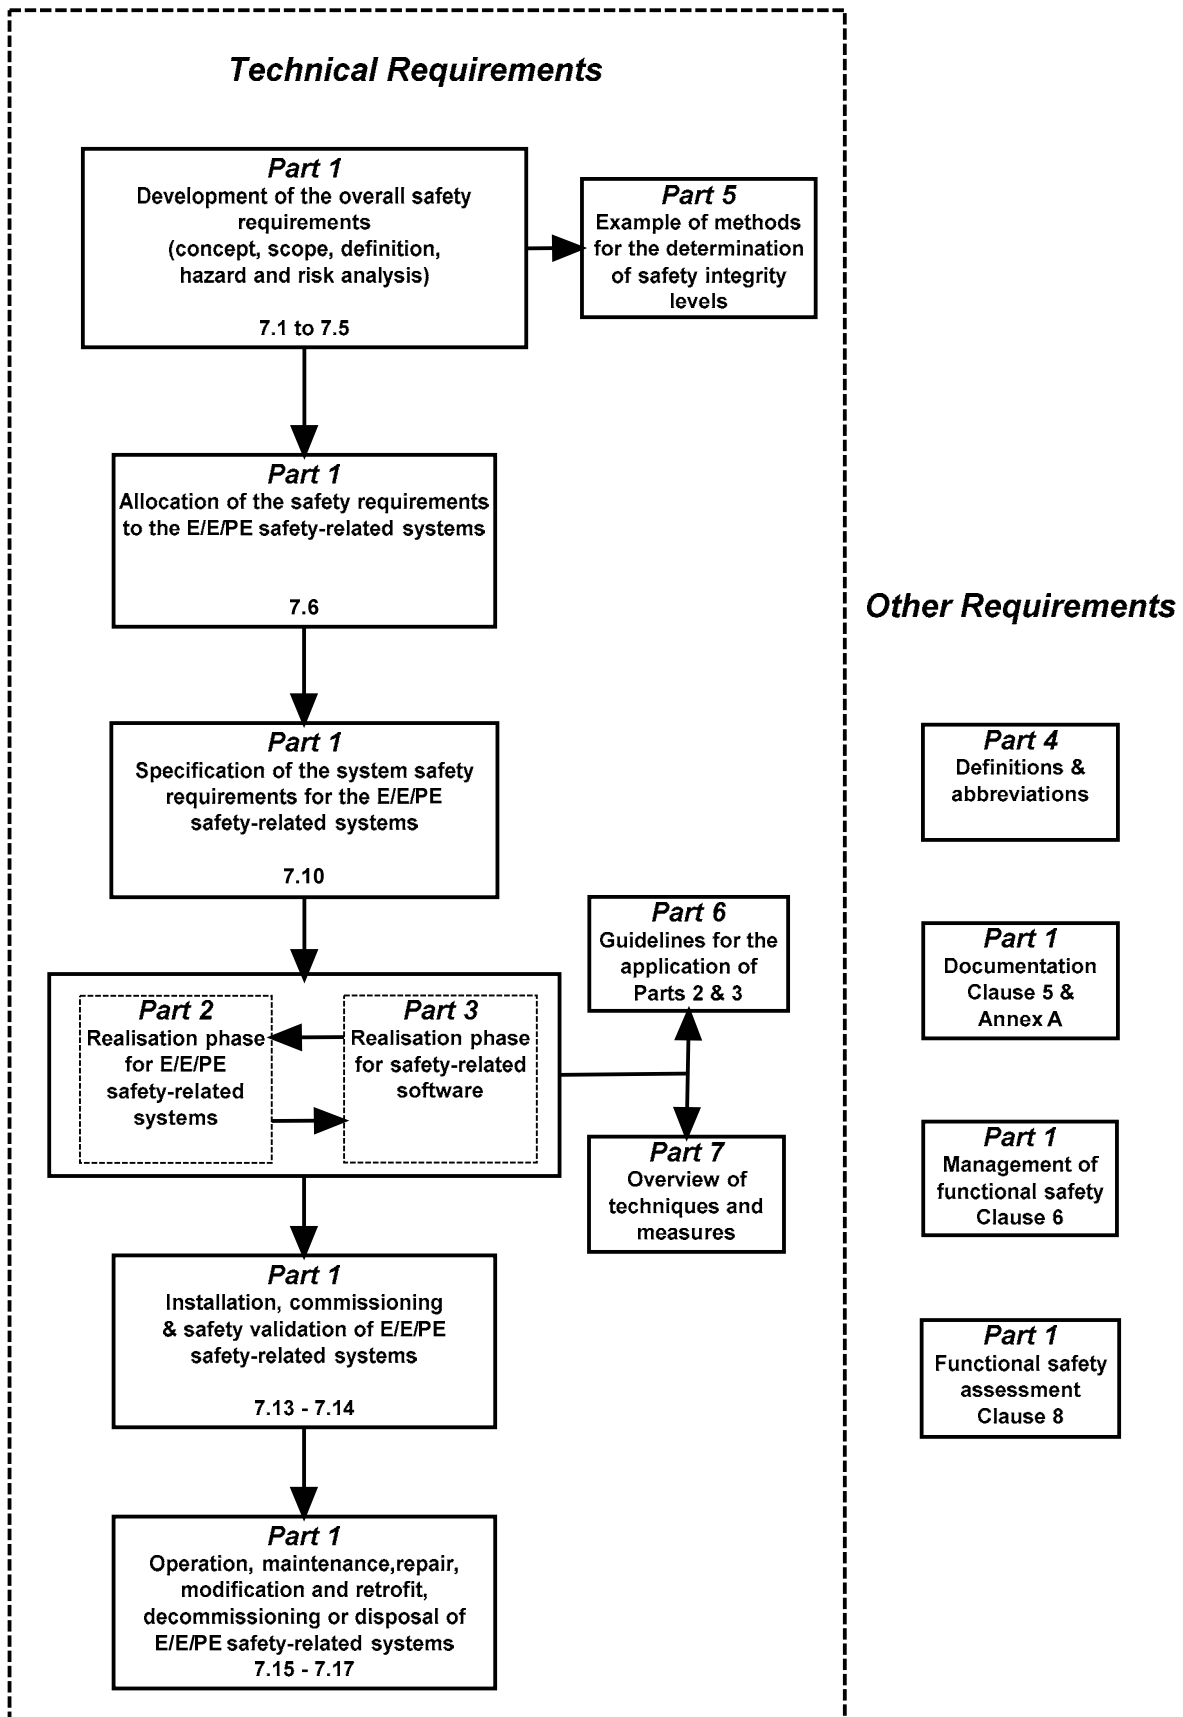 Technical Requirements
Part 1
Development of the overall safety
requirements
(concept, scope, definition,
hazard and risk analysis)
7.1 to 7.5
Part 5
Example of methods
for the determination
of safety integrity
levels
Part 1
Allocation of the safety requirements
to the E/E/PE safety-related systems
7.6
Part 1
Specification of the system safety
requirements for the E/E/PE
safety-related systems
7.10
Part 6
Guidelines for the
application of
Parts 2 & 3
Part 2
Realisation phase
for E/E/PE
safety-related
systems
Part 3
Realisation phase
for safety-related
software
Part 7
Overview of
techniques and
measures
Part 1
Installation, commissioning
& safety validation of E/E/PE
safety-related systems
7.13 - 7.14
Part 1
Operation, maintenance,repair,
modification and retrofit,
decommissioning or disposal of
E/E/PE safety-related systems
7.15 - 7.17
Other Requirements
Part 4
Definitions &
abbreviations
Part 1
Documentation
Clause 5 &
Annex A
Part 1
Management of
functional safety
Clause 6
Part 1
Functional safety
assessment
Clause 8